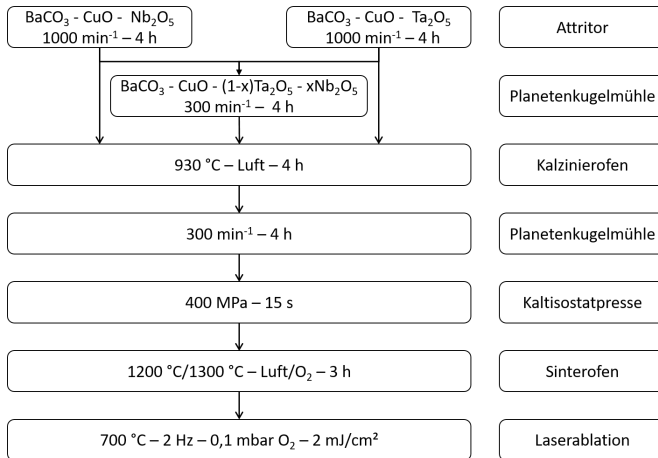 BaCO₃ - CuO - Nb₂O₅
1000 min⁻¹ – 4 h
BaCO₃ - CuO - Ta₂O₅
1000 min⁻¹ – 4 h
Attritor
BaCO₃ - CuO - (1-x)Ta₂O₅ - xNb₂O₅
300 min⁻¹ – 4 h
Planetenkugelmühle
930 °C – Luft – 4 h
Kalzinierofen
300 min⁻¹ – 4 h
Planetenkugelmühle
400 MPa – 15 s
Kaltisostatpresse
1200 °C/1300 °C – Luft/O₂ – 3 h
Sinterofen
700 °C – 2 Hz – 0,1 mbar O₂ – 2 mJ/cm²
Laserablation